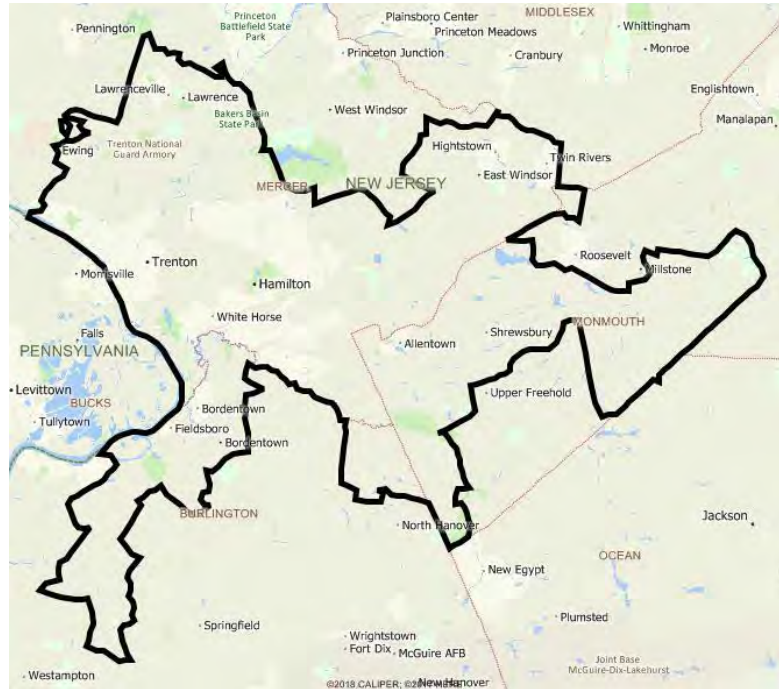 MIDDLESEX
Princeton
Battlefield State
Park
Plainsboro Center
Pennington
Princeton Meadows
Whittingham
Princeton Junction
Cranbury
Monroe
Lawrenceville
Lawrence
Englishtown
West Windsor
Bakers Basin
State Park
Manalapan
Trenton National
Guard Armory
Ewing
Hightstown
Twin Rivers
East Windsor
MERCER
NEW JERSEY
Roosevelt
Trenton
Morrisville
Millstone
Hamilton
White Horse
MONMOUTH
Falls
Shrewsbury
Allentown
PENNSYLVANIA
Levittown
BUCKS
Upper Freehold
Tullytown
Bordentown
Fieldsboro
Bordentown
BURLINGTON
North Hanover
Jackson
OCEAN
New Egypt
Springfield
Plumsted
Wrightstown
Fort Dix
McGuire AFB
Joint Base
McGuire-Dix-Lakehurst
Westampton
©2018 CALIPER;
New Hanover